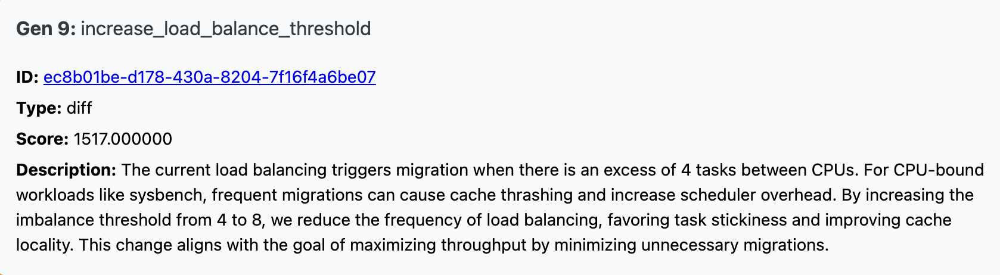 Gen 9: increase_load_balance_threshold
ID: ec8b01be-d178-430a-8204-7f16f4a6be07
Type: diff
Score: 1517.000000
Description: The current load balancing triggers migration when there is an excess of 4 tasks between CPUs. For CPU-bound
workloads like sysbench, frequent migrations can cause cache thrashing and increase scheduler overhead. By increasing the
imbalance threshold from 4 to 8, we reduce the frequency of load balancing, favoring task stickiness and improving cache
locality. This change aligns with the goal of maximizing throughput by minimizing unnecessary migrations.